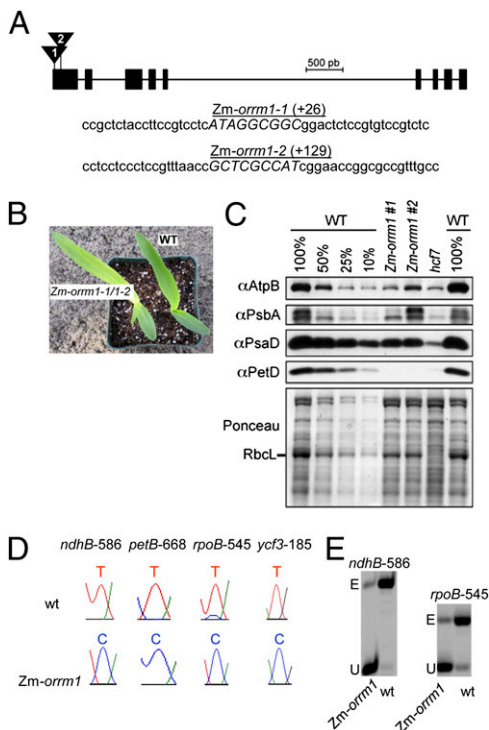 A
2
1
500 pb
Zm-orrm1-1 (+26)
ccgctctaccttccgtcctcATAGGCGGCggactctccgtgtccgtctc
Zm-orrm1-2 (+129)
cctcctccctccgtttaaccGCTCGCCATcggaaccggcgccgtttgcc
B
WT
Zm-orrm1-1/1-2
C
WT
WT
100%
50%
25%
10%
Zm-orrm1 #1
Zm-orrm1 #2
hcf7
100%
αAtpB
αPsbA
αPsaD
αPetD
Ponceau
RbcL
D
ndhB-586 petB-668 rpoB-545 ycf3-185
T T T T
wt
C C C C
Zm-orrm1
E
ndhB-586
rpoB-545
E
E
U
U
Zm-orrm1
wt
Zm-orrm1
wt